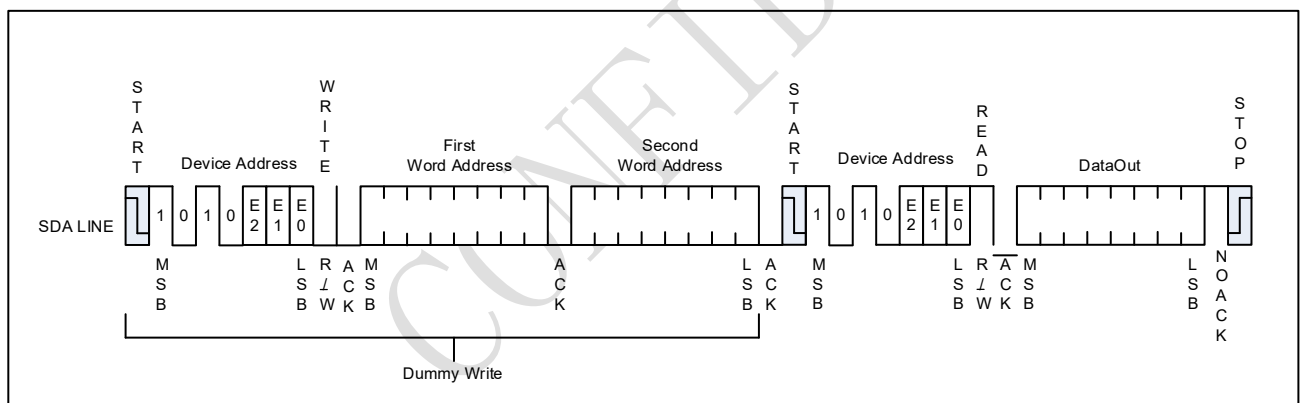 START
WRITE
START
READ
STOP
Device Address
First
Word Address
Second
Word Address
Device Address
DataOut
SDA LINE
1 0 1 0 E2 E1 E0
1 0 1 0 E2 E1 E0
MSB
LSB
R/W
ACK
MSB
ACK
LSB
ACK
MSB
LSB
R/W
ACK
MSB
LSB
NOACK
Dummy Write
CONFID